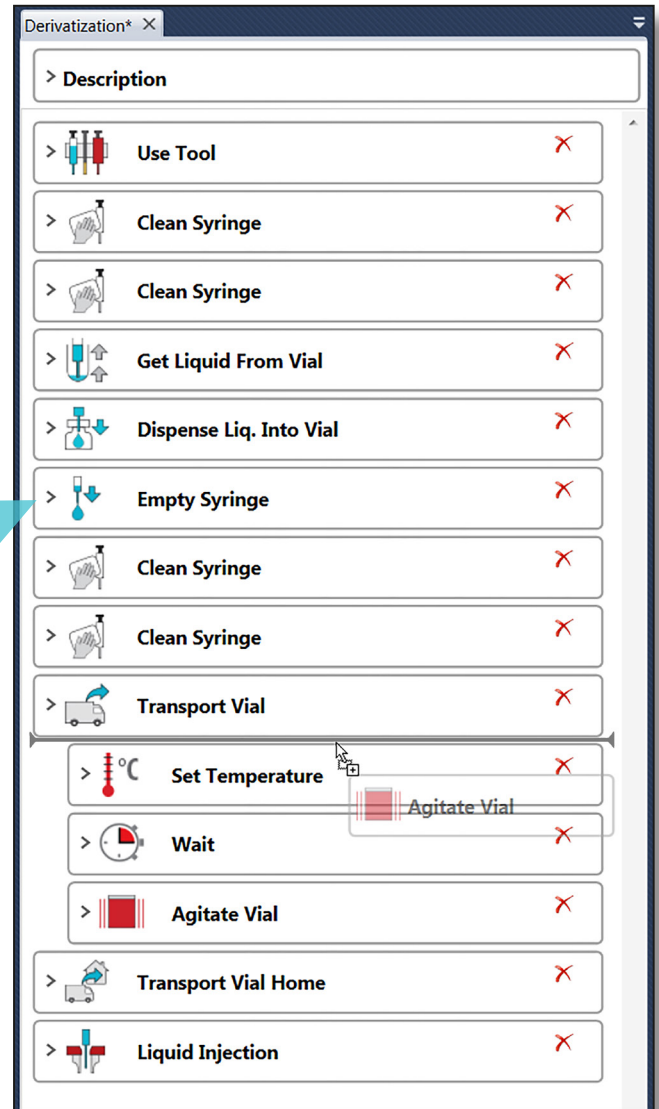 Derivatization*
Description
Use Tool
Clean Syringe
Clean Syringe
Get Liquid From Vial
Dispense Liq. Into Vial
Empty Syringe
Clean Syringe
Clean Syringe
Transport Vial
°C Set Temperature
Agitate Vial
Wait
Agitate Vial
Transport Vial Home
Liquid Injection